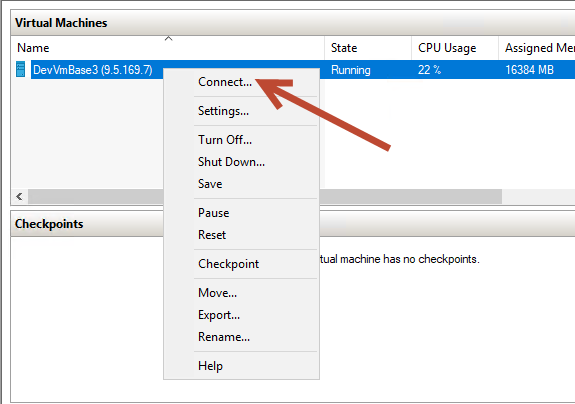 Virtual Machines
Name State CPU Usage Assigned Me
DevVmBase3 (9.5.169.7) Running 22 % 16384 MB
Connect...
Settings...
Turn Off...
Shut Down...
Save
Pause
Reset
Checkpoint
Move...
Export...
Rename...
Help
Checkpoints
tual machine has no checkpoints.